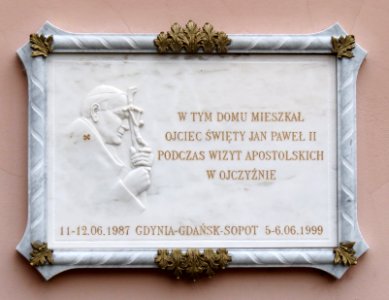 W TYM DOMU MIESZKAŁ
OJCIEC ŚWIĘTY JAN PAWEŁ II
PODCZAS WIZYT APOSTOLSKICH
W OJCZYŹNIE
11-12.06.1987 GDYNIA-GDAŃSK-SOPOT 5-6.06.1999